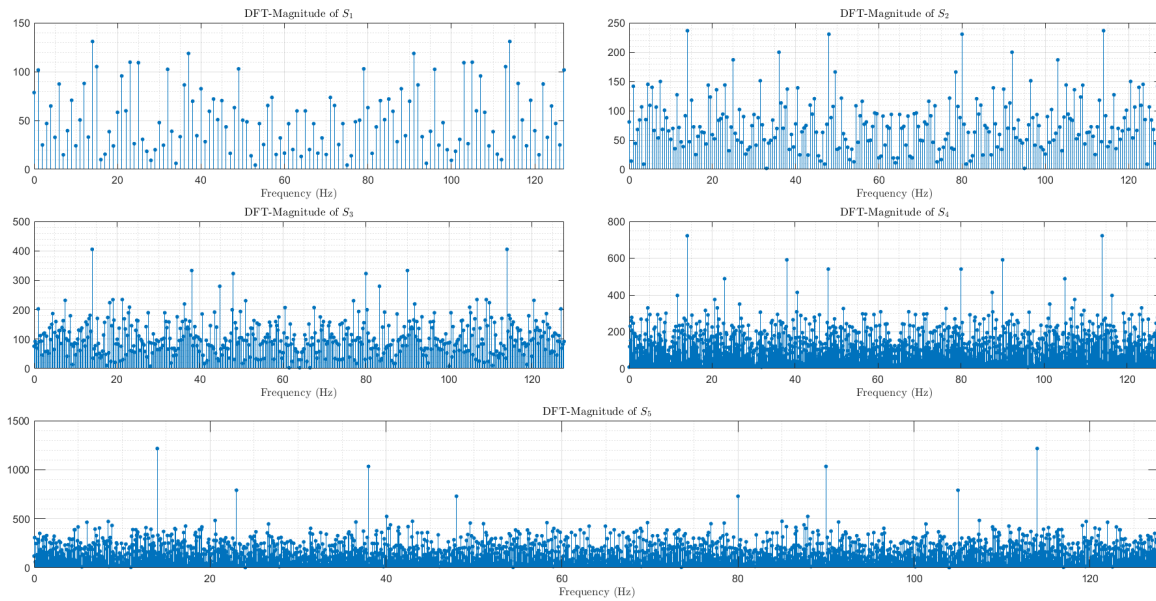 DFT-Magnitude of S₁
150
100
50
0
0 20 40 60 80 100 120
Frequency (Hz)
DFT-Magnitude of S₂
250
200
150
100
50
0
0 20 40 60 80 100 120
Frequency (Hz)
DFT-Magnitude of S₃
500
400
300
200
100
0
0 20 40 60 80 100 120
Frequency (Hz)
DFT-Magnitude of S₄
800
600
400
200
0
0 20 40 60 80 100 120
Frequency (Hz)
DFT-Magnitude of S₅
1500
1000
500
0
0 20 40 60 80 100 120
Frequency (Hz)